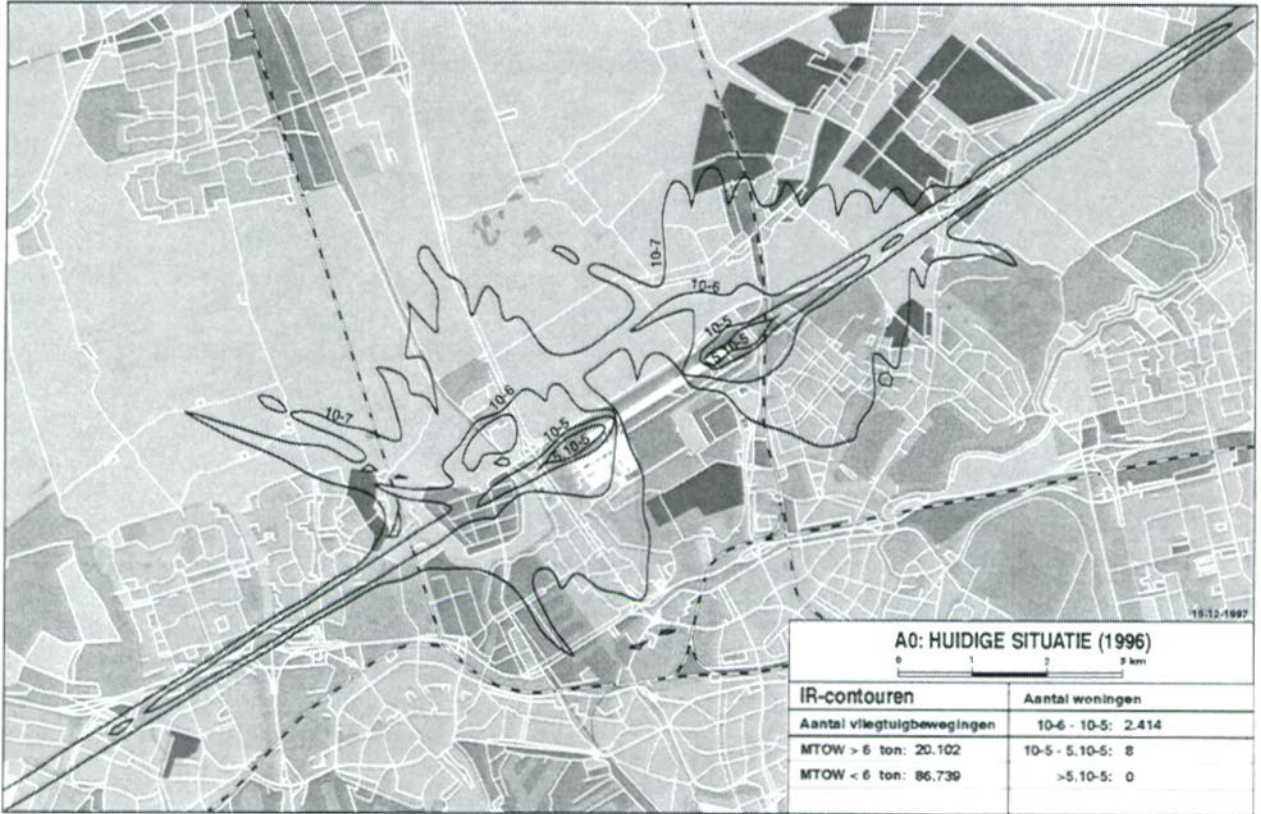 10-7
10-6
10-5
5.10-5
10-7
10-6
10-5
5.10-5
15-12-1997
A0: HUIDIGE SITUATIE (1996)
0 1 2 3 km
IR-contouren
Aantal woningen
Aantal vliegtuigbewegingen
10-6 - 10-5: 2.414
MTOW > 6 ton: 20.102
10-5 - 5.10-5: 8
MTOW < 6 ton: 86.739
>5.10-5: 0